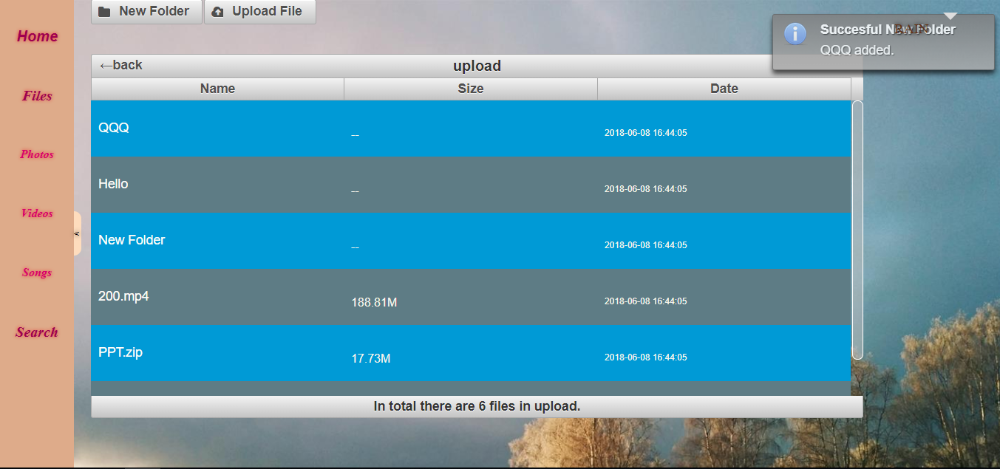 New Folder Upload File
Home
Files
Photos
Videos
Songs
Search
<
Succesful New Folder
QQQ added.
←back upload
Name Size Date
QQQ -- 2018-06-08 16:44:05
Hello -- 2018-06-08 16:44:05
New Folder -- 2018-06-08 16:44:05
200.mp4 188.81M 2018-06-08 16:44:05
PPT.zip 17.73M 2018-06-08 16:44:05
In total there are 6 files in upload.